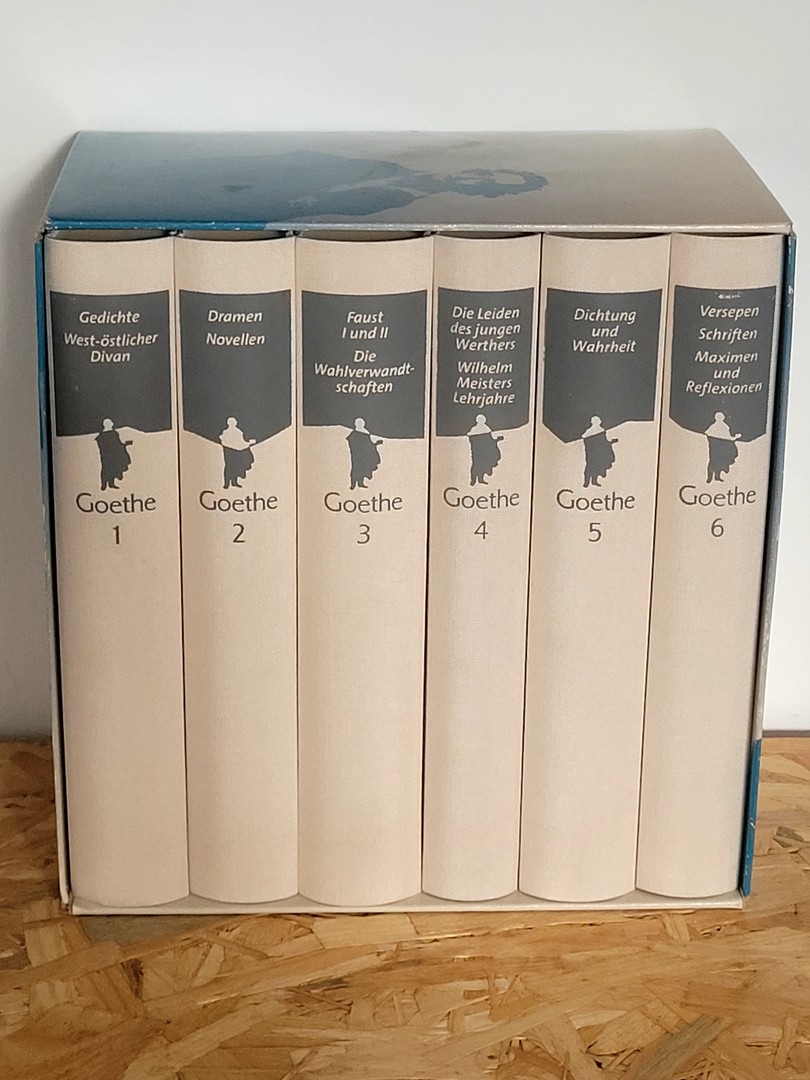 Gedichte
West-östlicher
Divan
Goethe
1
Dramen
Novellen
Goethe
2
Faust
I und II
Die
Wahlverwandt-
schaften
Goethe
3
Die Leiden
des jungen
Werthers
Wilhelm
Meisters
Lehrjahre
Goethe
4
Dichtung
und
Wahrheit
Goethe
5
Versepen
Schriften
Maximen
und
Reflexionen
Goethe
6